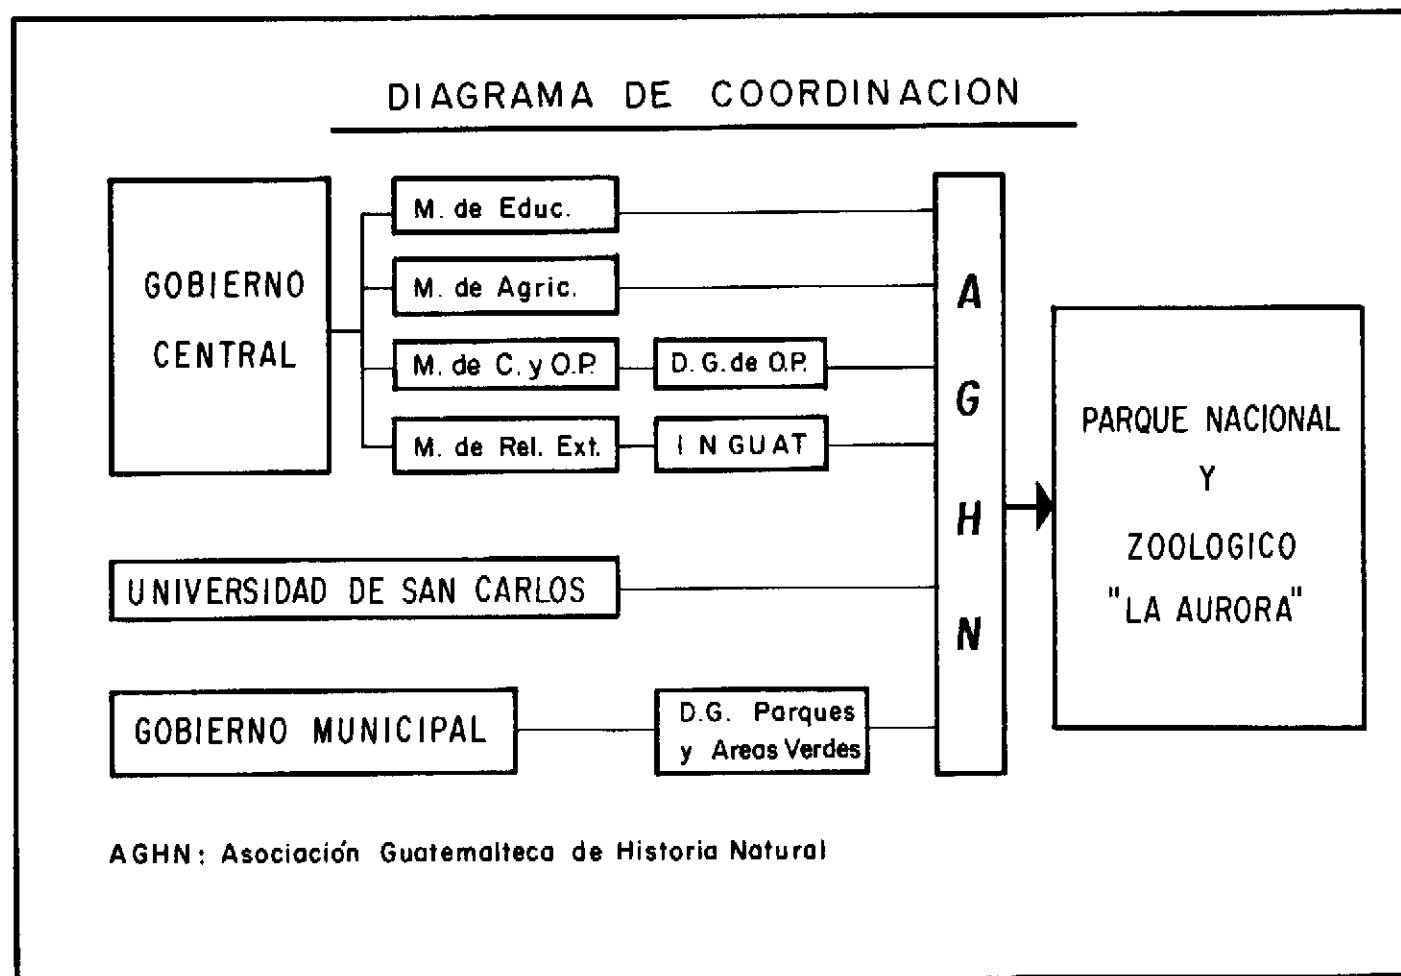 DIAGRAMA DE COORDINACION
GOBIERNO
CENTRAL
M. de Educ.
M. de Agric.
M. de C. y O.P.
D.G. de O.P.
M. de Rel. Ext.
INGUAT
UNIVERSIDAD DE SAN CARLOS
GOBIERNO MUNICIPAL
D.G. Parques
y Areas Verdes
A
G
H
N
PARQUE NACIONAL
Y
ZOOLOGICO
"LA AURORA"
AGHN: Asociación Guatemalteca de Historia Natural